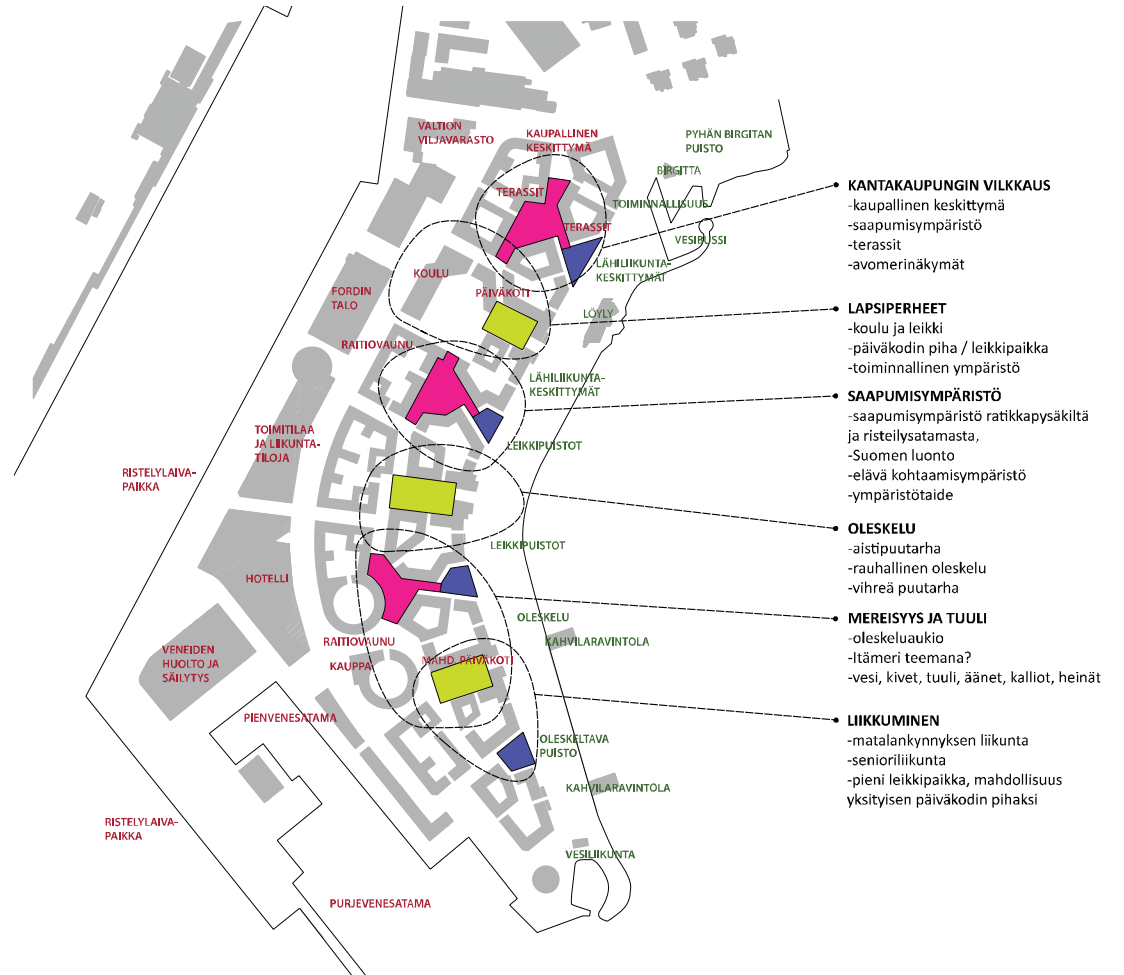 VALTION
VILJAVARASTO
KAUPALLINEN
KESKITTYMÄ
PYHÄN BIRGITAN
PUISTO
BIRGITTA
TERASSIT
TOIMINNALLISUUS
TERASSIT
VESIBUSSI
KOULU
LÄHILIIKUNTA-
KESKITTYMÄT
FORDIN
TALO
PÄIVÄKOTI
LÖYLY
RAITIOVAUNU
LÄHILIIKUNTA-
KESKITTYMÄT
TOIMITILAA
JA LIIKUNTA-
TILOJA
LEIKKIPUISTOT
RISTELYLAIVA-
PAIKKA
LEIKKIPUISTOT
HOTELLI
OLESKELU
RAITIOVAUNU
KAHVILARAVINTOLA
VENEIDEN
HUOLTO JA
SÄILYTYS
KAUPPA
MAHD. PÄIVÄKOTI
PIENVENESATAMA
OLESKELTAVA
PUISTO
KAHVILARAVINTOLA
RISTELYLAIVA-
PAIKKA
VESILIIKUNTA
PURJEVENESATAMA
KANTAKAUPUNGIN VILKKAUS
-kaupallinen keskittymä
-saapumisympäristö
-terassit
-avomerinäkymät
LAPSIPERHEET
-koulu ja leikki
-päiväkodin piha / leikkipaikka
-toiminnallinen ympäristö
SAAPUMISYMPÄRISTÖ
-saapumisympäristö ratikkapysäkiltä
ja risteilysatamasta,
-Suomen luonto
-elävä kohtaamisympäristö
-ympäristötaide
OLESKELU
-aistipuutarha
-rauhallinen oleskelu
-vihreä puutarha
MEREISYYS JA TUULI
-oleskeluaukio
-Itämeri teemana?
-vesi, kivet, tuuli, äänet, kalliot, heinät
LIIKKUMINEN
-matalankynnyksen liikunta
-senioriliikunta
-pieni leikkipaikka, mahdollisuus
yksityisen päiväkodin pihaksi